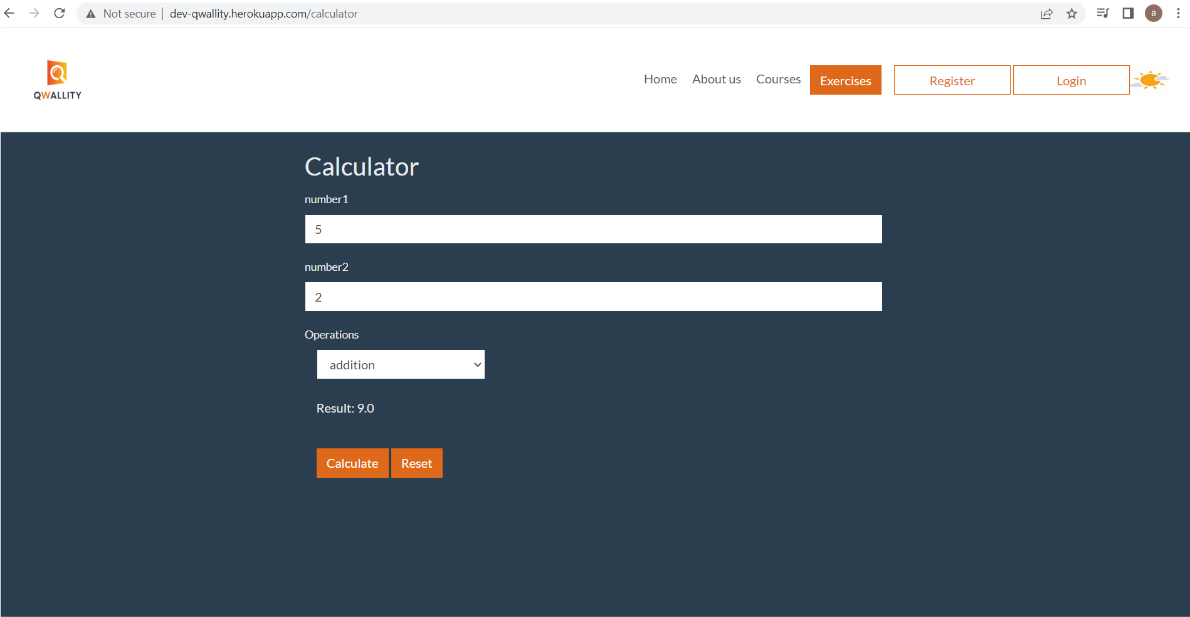 Not secure | dev-qwallity.herokuapp.com/calculator
a
QWALLITY
Home About us Courses Exercises Register Login
Calculator
number1
5
number2
2
Operations
addition
Result: 9.0
Calculate Reset